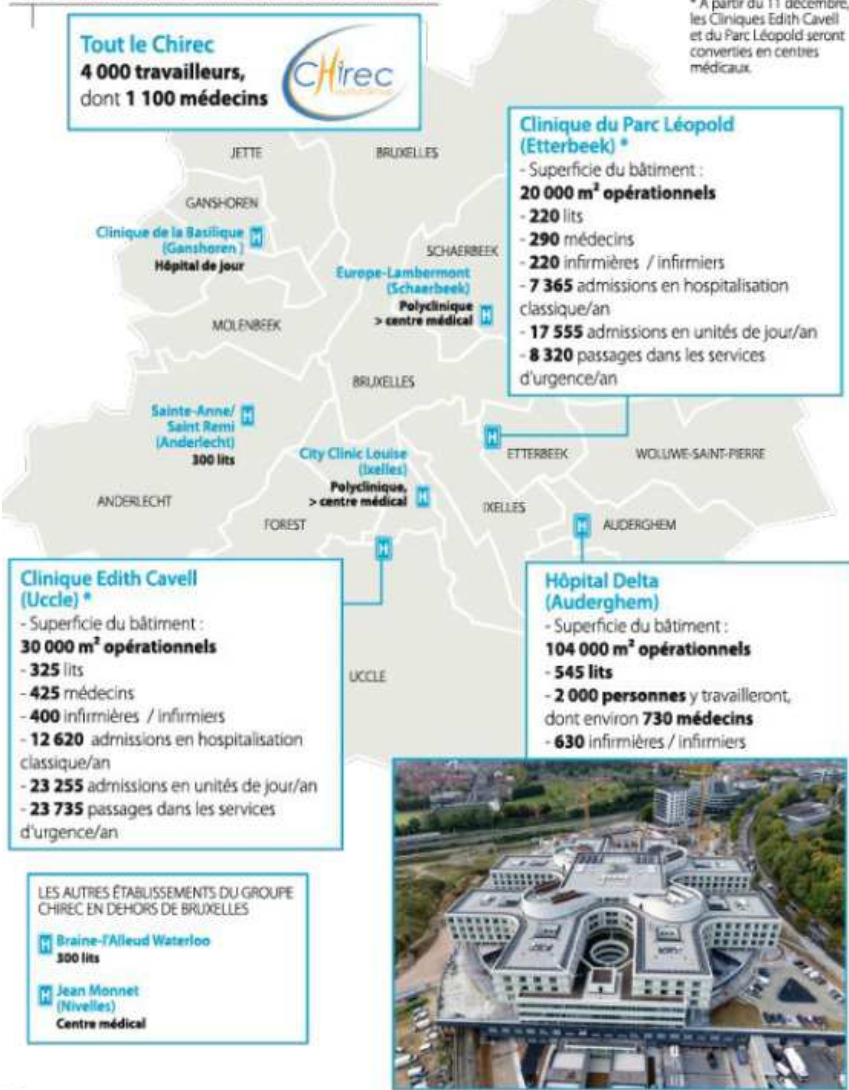 * A partir du 11 décembre,
les Cliniques Edith Cavell
et du Parc Léopold seront
converties en centres
médicaux.
Tout le Chirec
4 000 travailleurs,
dont 1 100 médecins
CHirec
Clinique du Parc Léopold
(Etterbeek) *
- Superficie du bâtiment :
20 000 m² opérationnels
- 220 lits
- 290 médecins
- 220 infirmières / infirmiers
- 7 365 admissions en hospitalisation
classique/an
- 17 555 admissions en unités de jour/an
- 8 320 passages dans les services
d'urgence/an
JETTE
BRUXELLES
GANSHOREN
Clinique de la Basilique
(Ganshoren )
Hôpital de jour
H
SCHAERBEEK
Europe-Lambermont
(Schaerbeek)
Polyclinique
> centre médical
H
MOLENBEEK
BRUXELLES
Sainte-Anne/
Saint Remi
(Anderlecht)
300 lits
H
City Clinic Louise
(Ixelles)
Polyclinique,
> centre médical
H
H
ETTERBEEK
WOLUWE-SAINT-PIERRE
ANDERLECHT
FOREST
IXELLES
H
AUDERGHEM
H
Clinique Edith Cavell
(Uccle) *
- Superficie du bâtiment :
30 000 m² opérationnels
- 325 lits
- 425 médecins
- 400 infirmières / infirmiers
- 12 620 admissions en hospitalisation
classique/an
- 23 255 admissions en unités de jour/an
- 23 735 passages dans les services
d'urgence/an
UCCLE
Hôpital Delta
(Auderghem)
- Superficie du bâtiment :
104 000 m² opérationnels
- 545 lits
- 2 000 personnes y travailleront,
dont environ 730 médecins
- 630 infirmières / infirmiers
LES AUTRES ÉTABLISSEMENTS DU GROUPE
CHIREC EN DEHORS DE BRUXELLES
H Braine-l'Alleud Waterloo
300 lits
H Jean Monnet
(Nivelles)
Centre médical